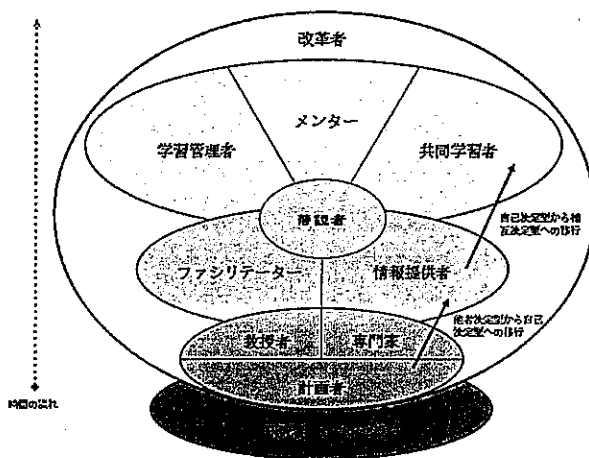 改革者
メンター
学習管理者
共同学習者
解説者
自己決定型から相
互決定型への移行
ファシリテーター
情報提供者
他者決定型から自己
決定型への移行
教授者
専門家
計画者
時間の流れ